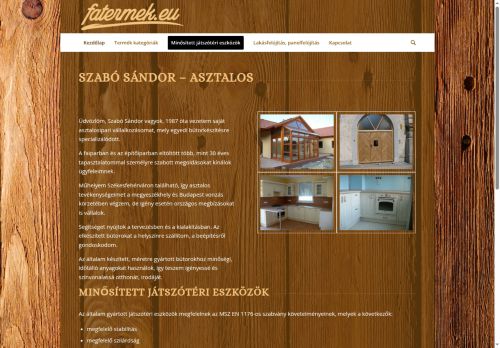 fatermek.eu
Kezdőlap Termék kategóriák Minősített játszótéri eszközök Lakásfelújítás, panelfelújítás Kapcsolat
SZABÓ SÁNDOR – ASZTALOS
Üdvözlöm, Szabó Sándor vagyok, 1987 óta vezetem saját
asztalosipari vállalkozásomat, mely egyedi bútorkészítésre
specializálódott.
A faiparban és az építőiparban eltöltött több, mint 30 éves
tapasztalatommal személyre szabott megoldásokat kínálok
ügyfeleimnek.
Műhelyem Székesfehérváron található, így asztalos
tevékenységeimet a megyeszékhely és Budapest vonzás
körzetében végzem, de igény esetén országos megbízásokat
is vállalok.
Segítséget nyújtok a tervezésben és a kialakításban. Az
elkészített bútorokat a helyszínre szállítom, a beépítésről
gondoskodom.
Az általam készített, méretre gyártott bútorokhoz minőségi,
időtálló anyagokat használok, így teszem igényessé és
színvonalassá otthonát, irodáját.
MINŐSÍTETT JÁTSZÓTÉRI ESZKÖZÖK
Az általam gyártott játszótéri eszközök megfelelnek az MSZ EN 1176-os szabvány követelményeinek, melyek a következők:
megfelelő stabilitás
megfelelő szilárdság